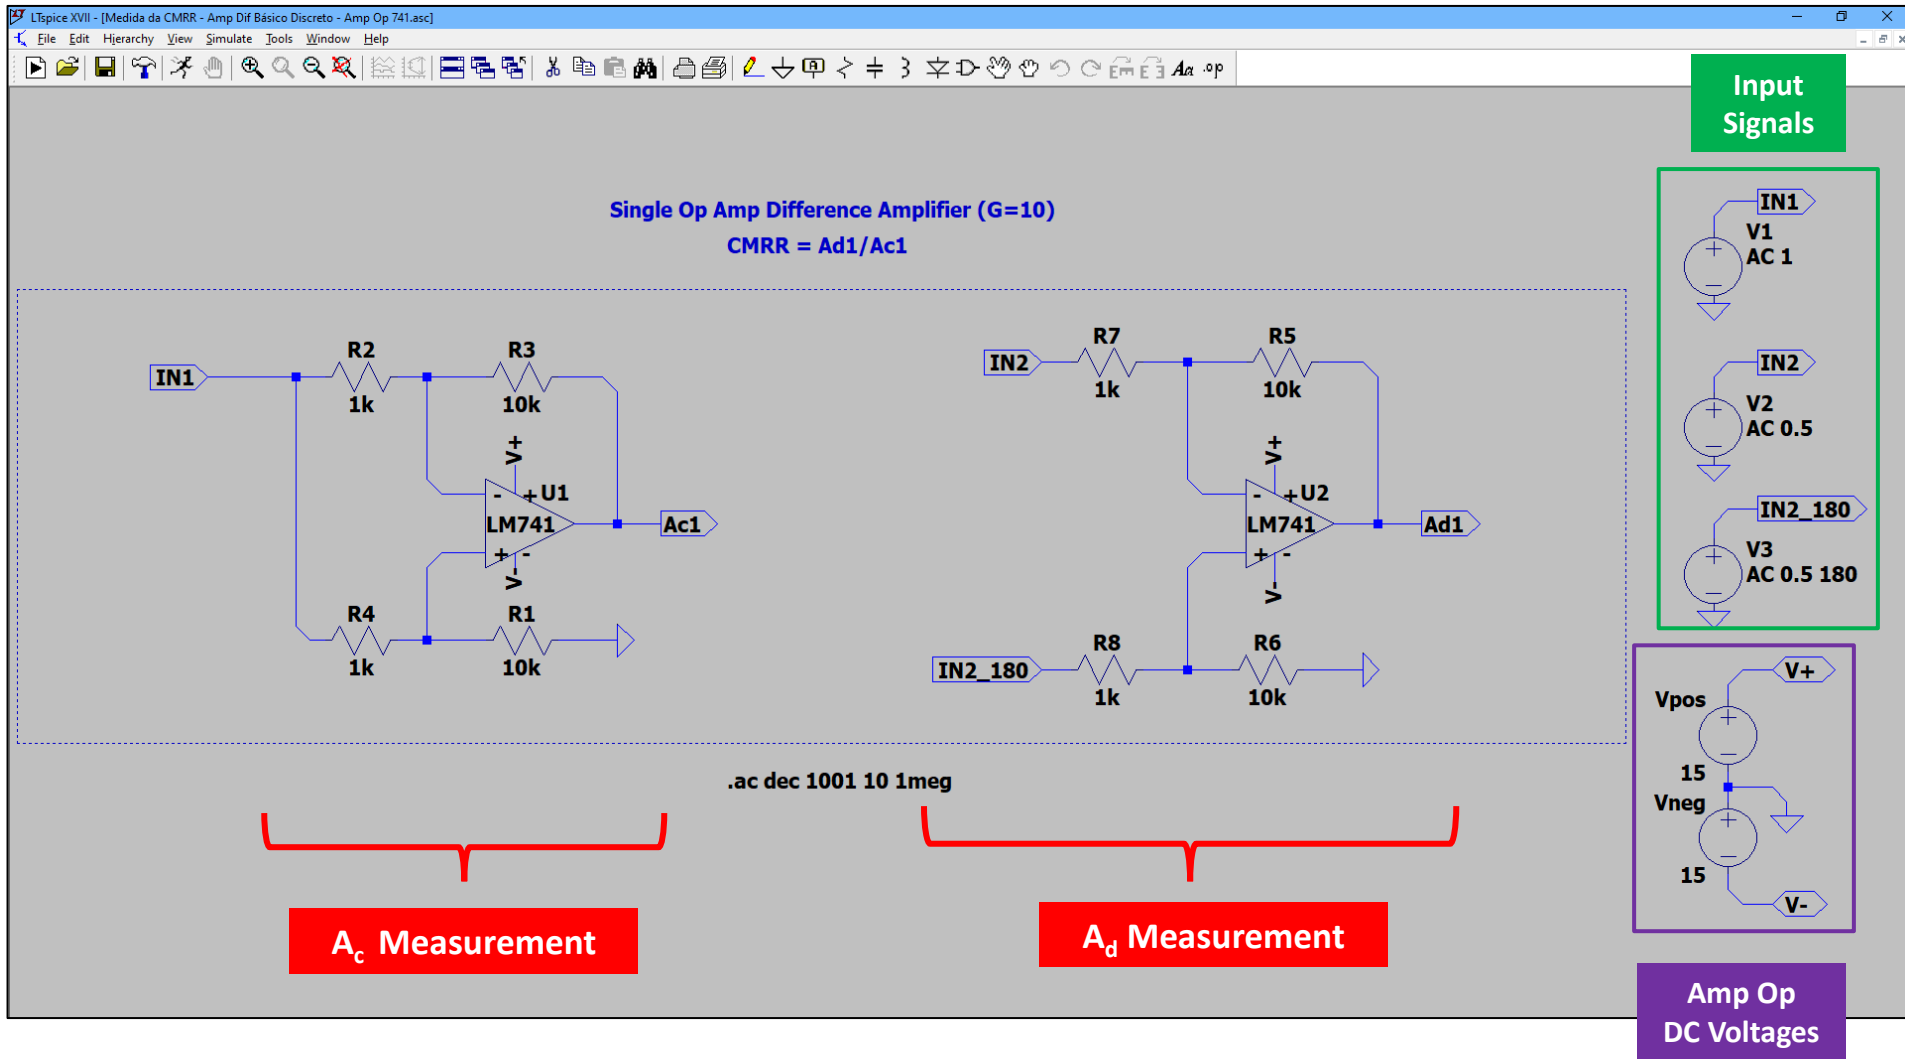 LTspice XVII - [Medida da CMRR - Amp Dif Básico Discreto - Amp Op 741.asc]
File Edit Hierarchy View Simulate Tools Window Help
Aa .op
Input
Signals
Single Op Amp Difference Amplifier (G=10)
CMRR = Ad1/Ac1
IN1
V1
AC 1
IN2
V2
AC 0.5
IN2_180
V3
AC 0.5 180
IN1
R2
1k
R3
10k
V+
- +
U1
LM741
+ -
V-
Ac1
R4
1k
R1
10k
IN2
R7
1k
R5
10k
V+
- +
U2
LM741
+ -
V-
Ad1
IN2_180
R8
1k
R6
10k
V+
Vpos
15
Vneg
15
V-
.ac dec 1001 10 1meg
Ac Measurement
Ad Measurement
Amp Op
DC Voltages